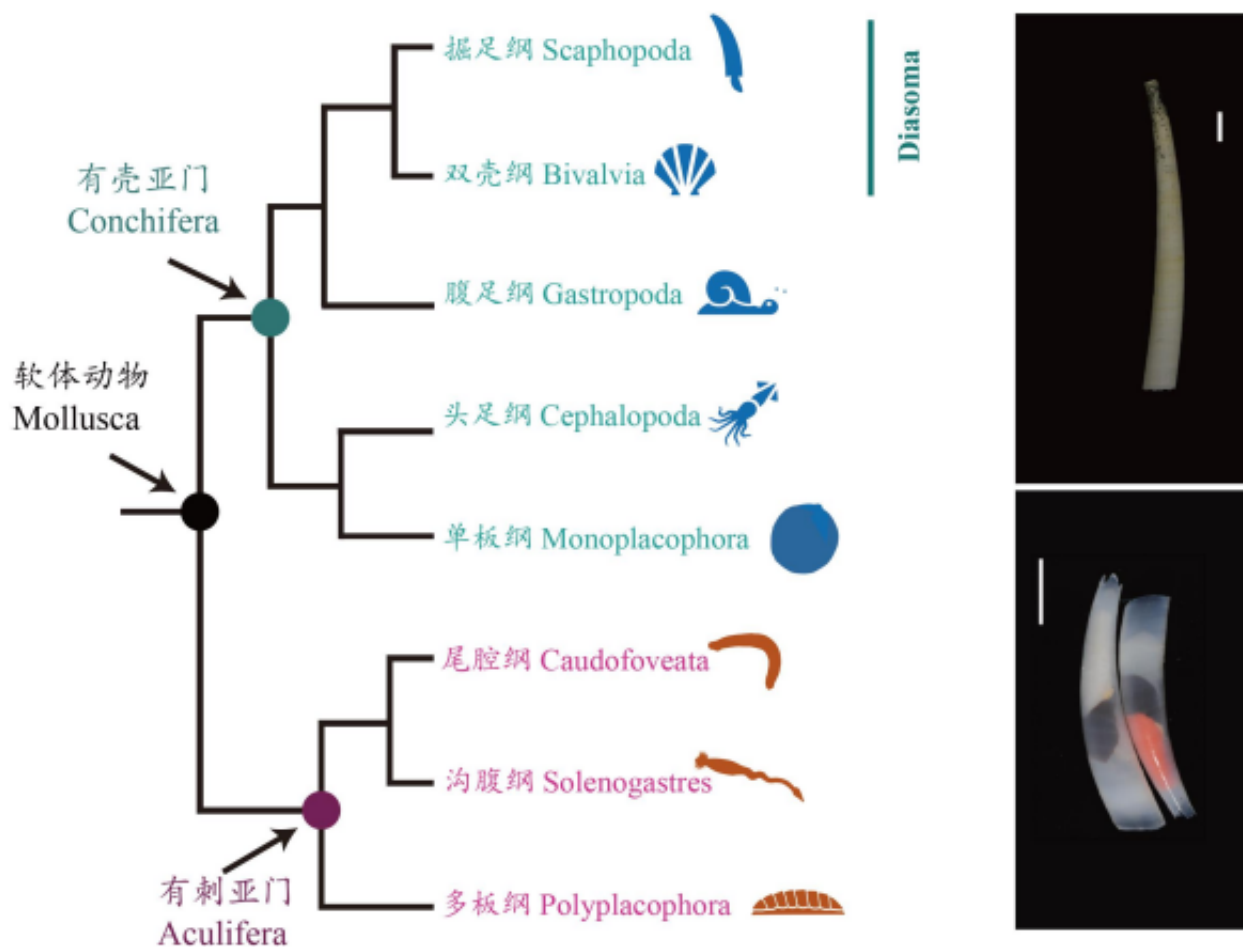 掘足纲 Scaphopoda
Diasoma
双壳纲 Bivalvia
有壳亚门
Conchifera
腹足纲 Gastropoda
软体动物
Mollusca
头足纲 Cephalopoda
单板纲 Monoplacophora
尾腔纲 Caudofoveata
沟腹纲 Solenogastres
有刺亚门
Aculifera
多板纲 Polyplacophora